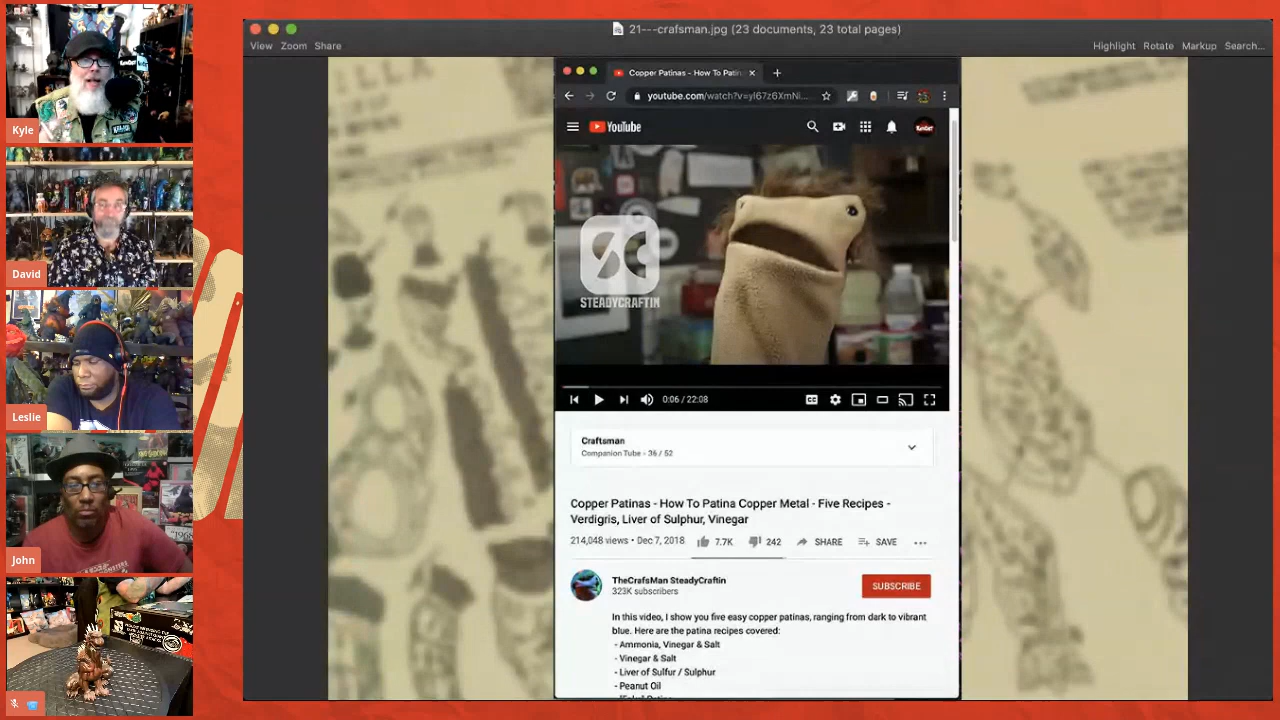 21---crafsman.jpg (23 documents, 23 total pages)
View Zoom Share
Highlight Rotate Markup Search...
Kyle
David
Leslie
John
Copper Patinas - How To Patin
youtube.com/watch?v=yI67z6XmNi...
YouTube
SC
STEADYCRAFTIN
0:06 / 22:08
Craftsman
Companion Tube - 36 / 52
Copper Patinas - How To Patina Copper Metal - Five Recipes -
Verdigris, Liver of Sulphur, Vinegar
214,048 views • Dec 7, 2018 7.7K 242 SHARE SAVE
TheCrafsMan SteadyCraftin
323K subscribers
SUBSCRIBE
In this video, I show you five easy copper patinas, ranging from dark to vibrant
blue. Here are the patina recipes covered:
- Ammonia, Vinegar & Salt
- Vinegar & Salt
- Liver of Sulfur / Sulphur
- Peanut Oil